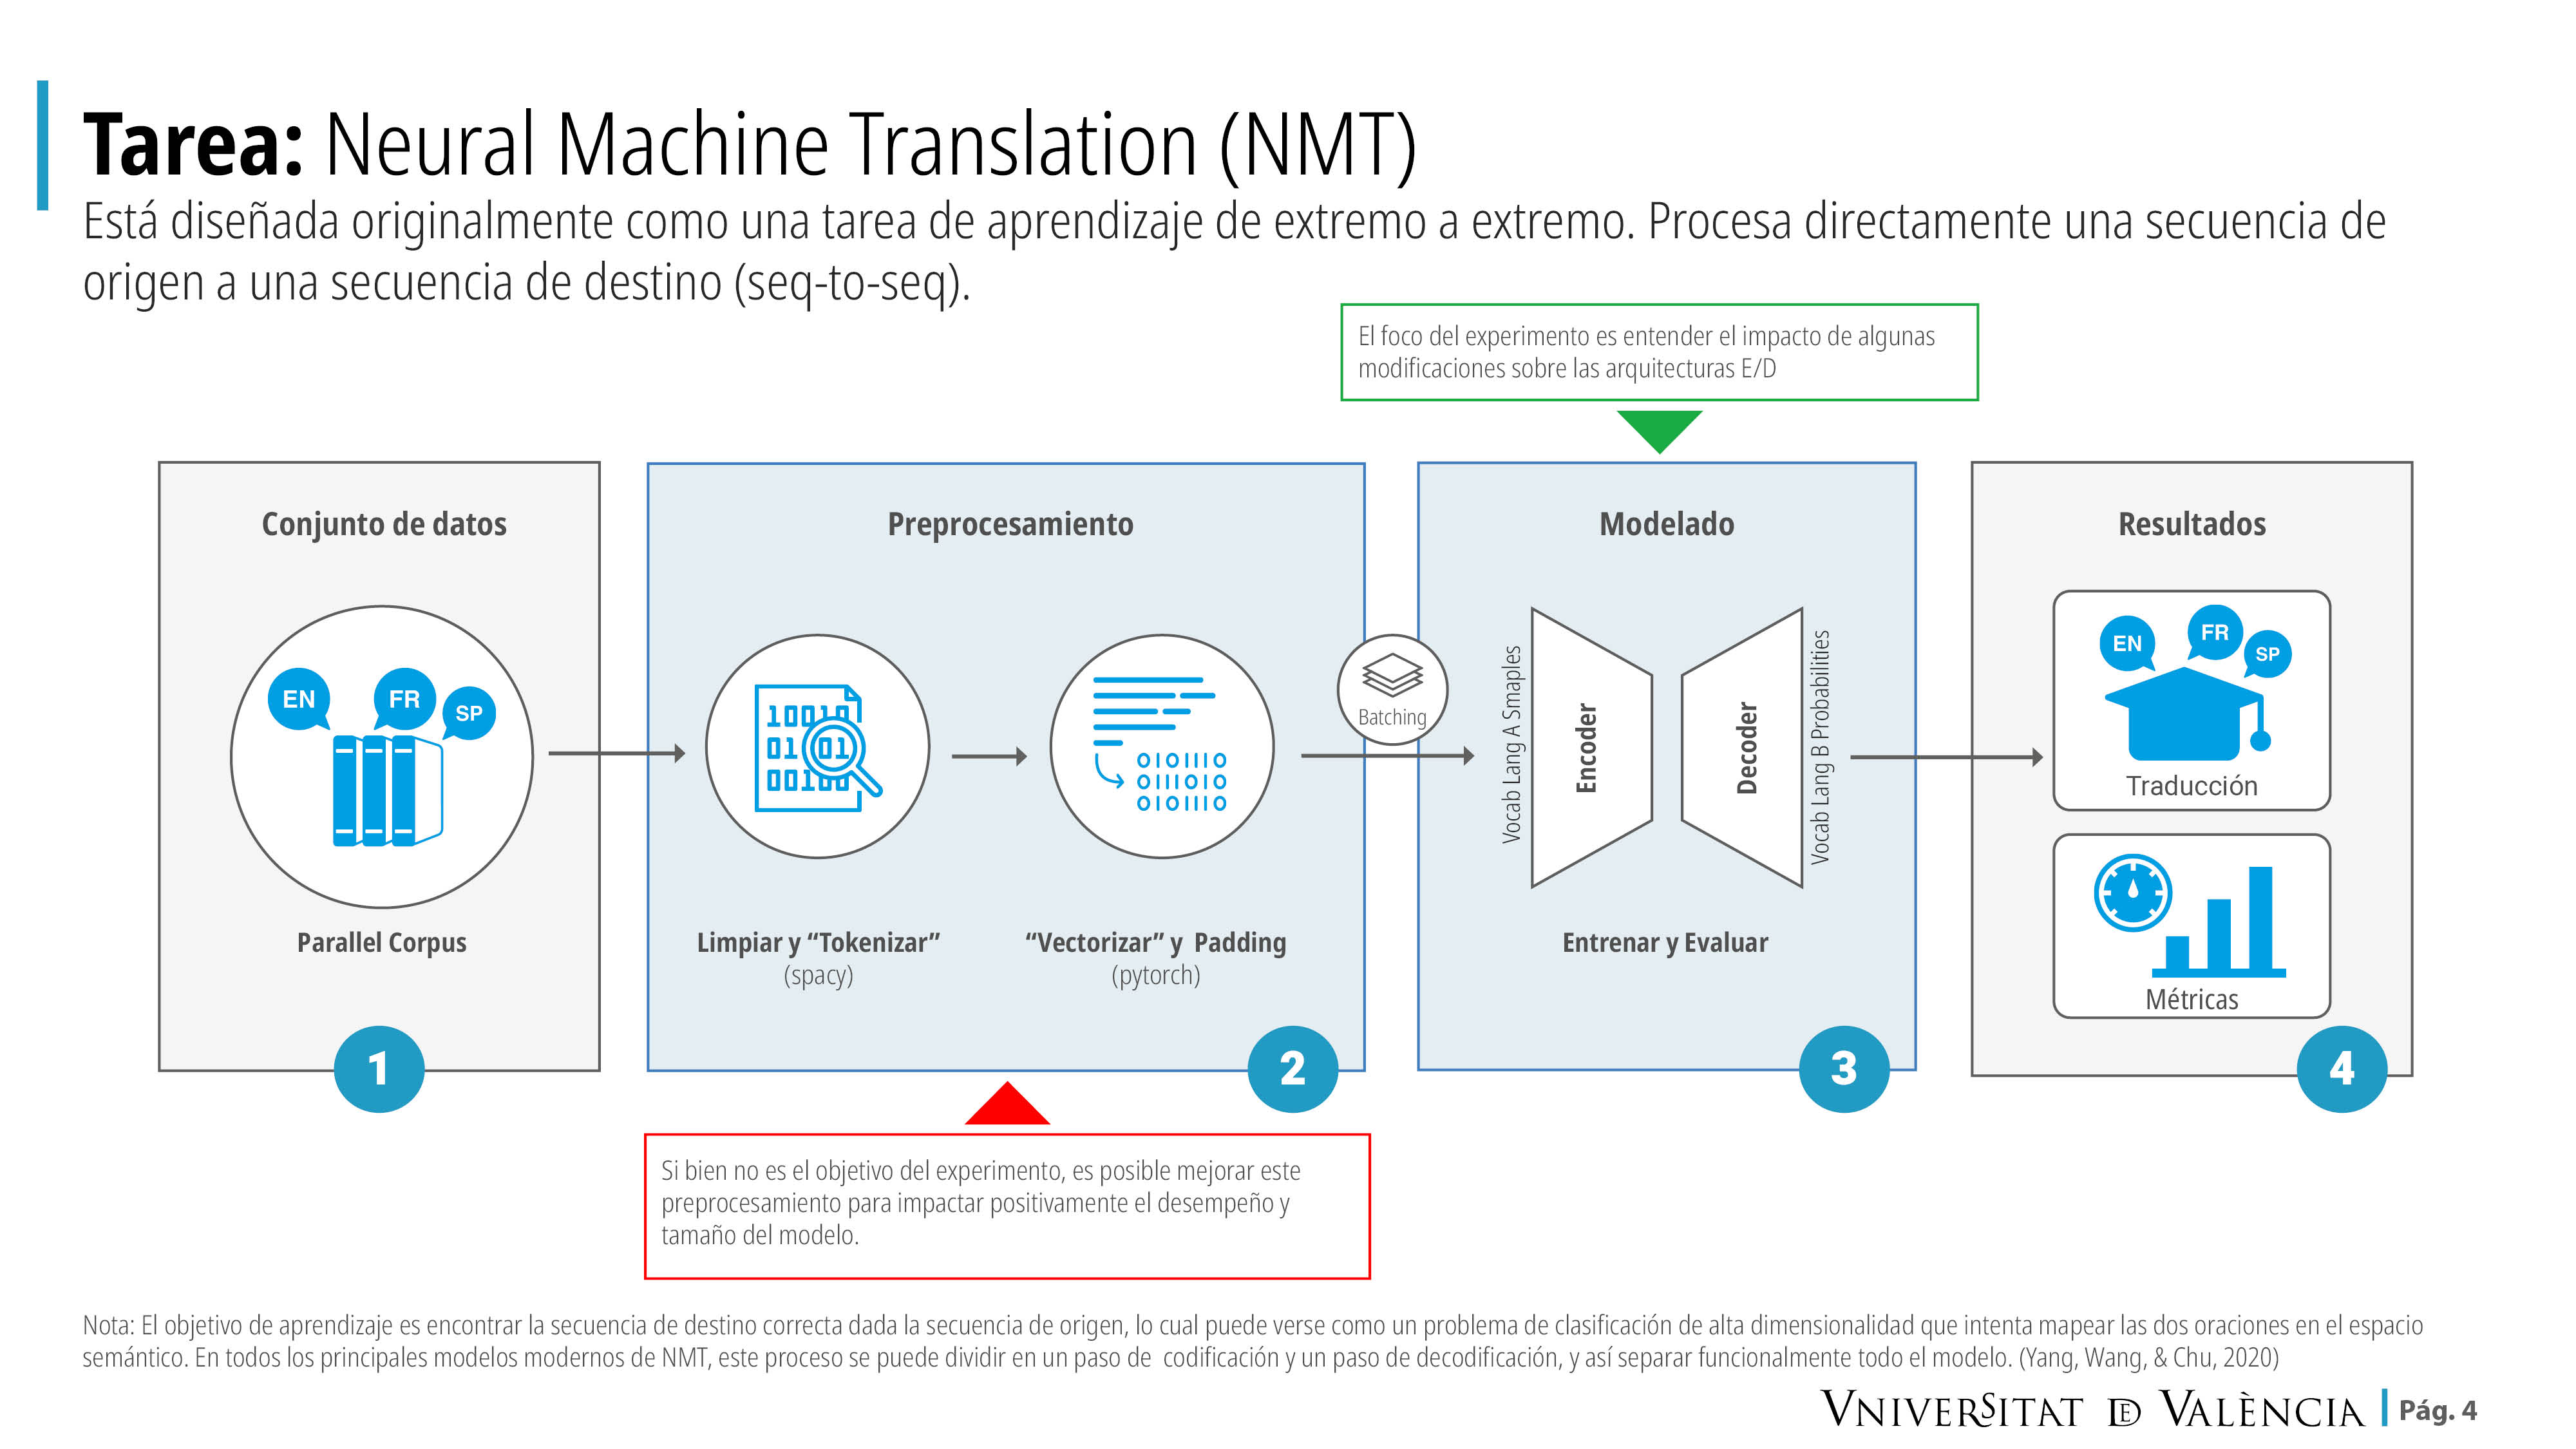 Tarea: Neural Machine Translation (NMT)
Está diseñada originalmente como una tarea de aprendizaje de extremo a extremo. Procesa directamente una secuencia de
origen a una secuencia de destino (seq-to-seq).
El foco del experimento es entender el impacto de algunas
modificaciones sobre las arquitecturas E/D
Conjunto de datos
EN
FR
SP
Parallel Corpus
1
Preprocesamiento
10010
01 01
00100
Limpiar y “Tokenizar”
(spacy)
0101110
0111010
0101110
“Vectorizar” y  Padding
(pytorch)
2
Batching
Modelado
Vocab Lang A Smaples
Encoder
Decoder
Vocab Lang B Probabilities
Entrenar y Evaluar
3
Resultados
EN
FR
SP
Traducción
Métricas
4
Si bien no es el objetivo del experimento, es posible mejorar este
preprocesamiento para impactar positivamente el desempeño y
tamaño del modelo.
Nota: El objetivo de aprendizaje es encontrar la secuencia de destino correcta dada la secuencia de origen, lo cual puede verse como un problema de clasificación de alta dimensionalidad que intenta mapear las dos oraciones en el espacio
semántico. En todos los principales modelos modernos de NMT, este proceso se puede dividir en un paso de  codificación y un paso de decodificación, y así separar funcionalmente todo el modelo. (Yang, Wang, & Chu, 2020)
VNIVERSITAT DE VALÈNCIA
Pág. 4